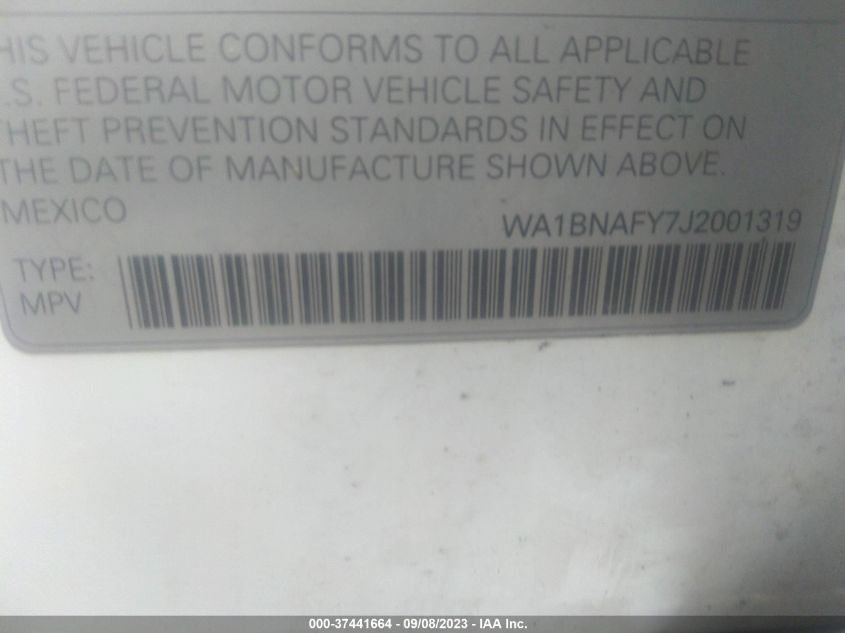 HIS VEHICLE CONFORMS TO ALL APPLICABLE
.S. FEDERAL MOTOR VEHICLE SAFETY AND
HEFT PREVENTION STANDARDS IN EFFECT ON
THE DATE OF MANUFACTURE SHOWN ABOVE.
MEXICO
WA1BNAFY7J2001319
TYPE:
MPV
000-37441664 - 09/08/2023 - IAA Inc.